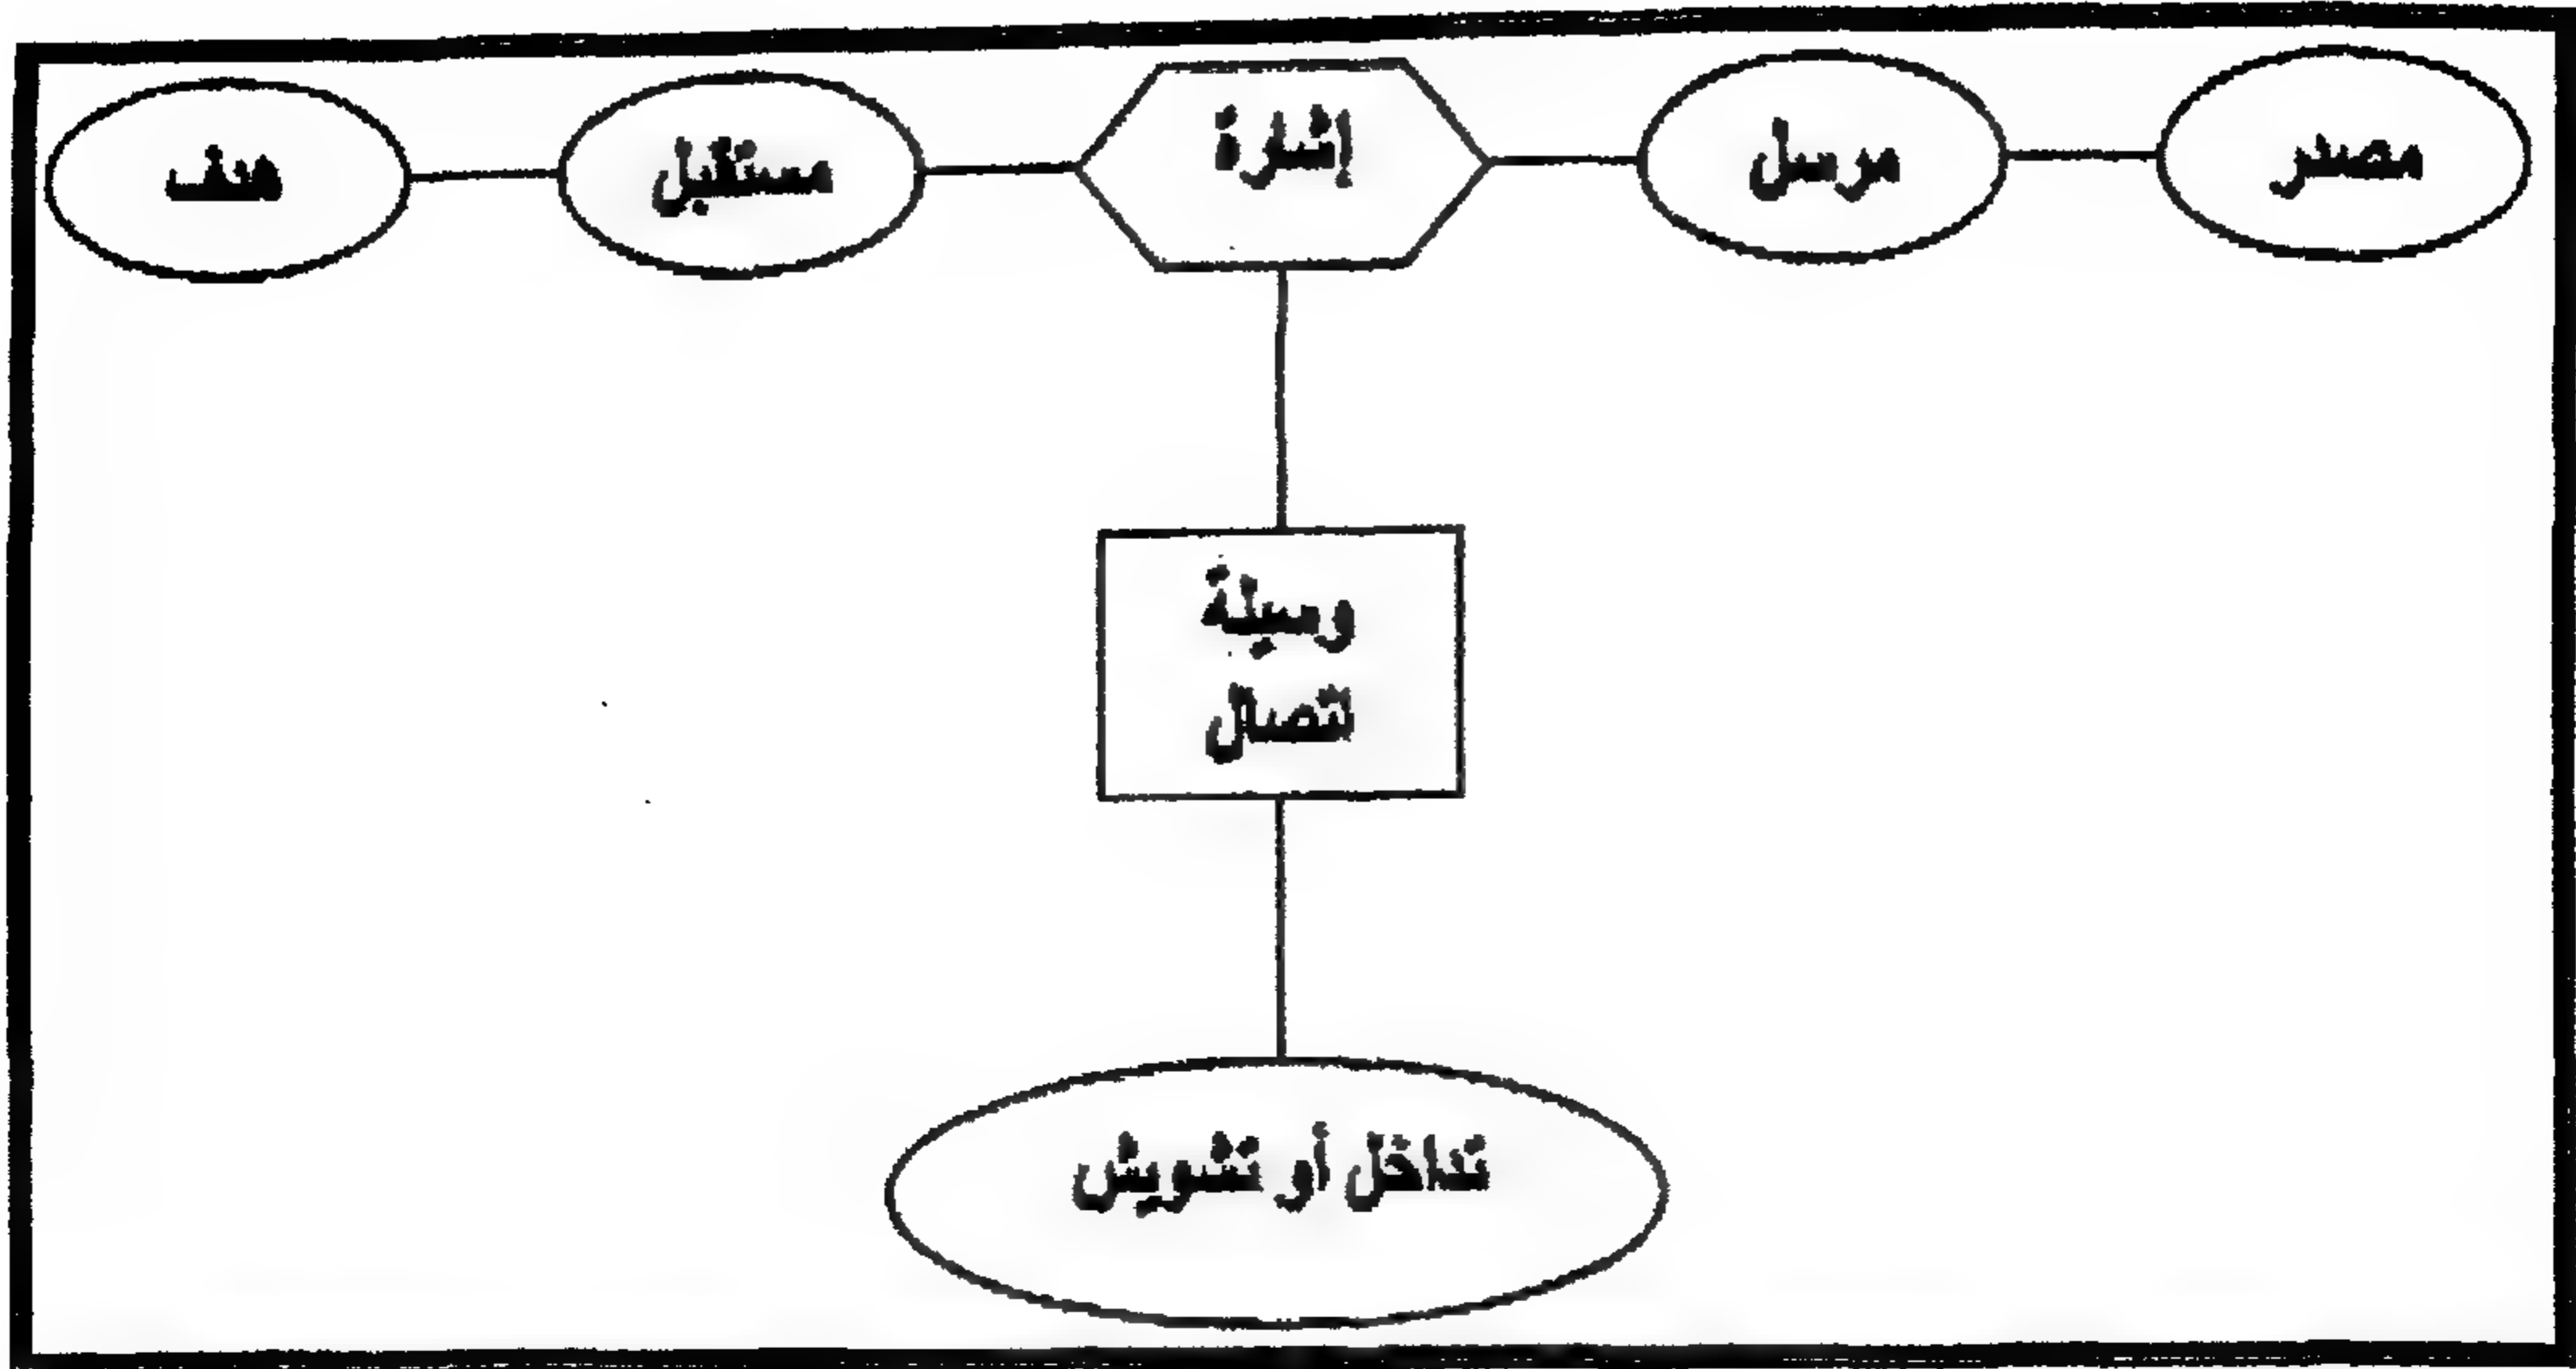 مصدر
مرسل
إشارة
مستقبل
هدف
وسيلة
اتصال
تداخل أو تشويش